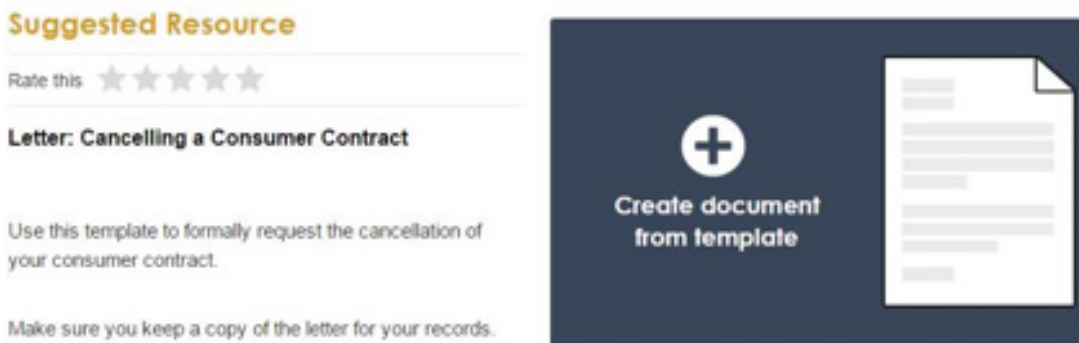 Suggested Resource
Rate this
Letter: Cancelling a Consumer Contract
Use this template to formally request the cancellation of
your consumer contract.
Make sure you keep a copy of the letter for your records.
Create document
from template